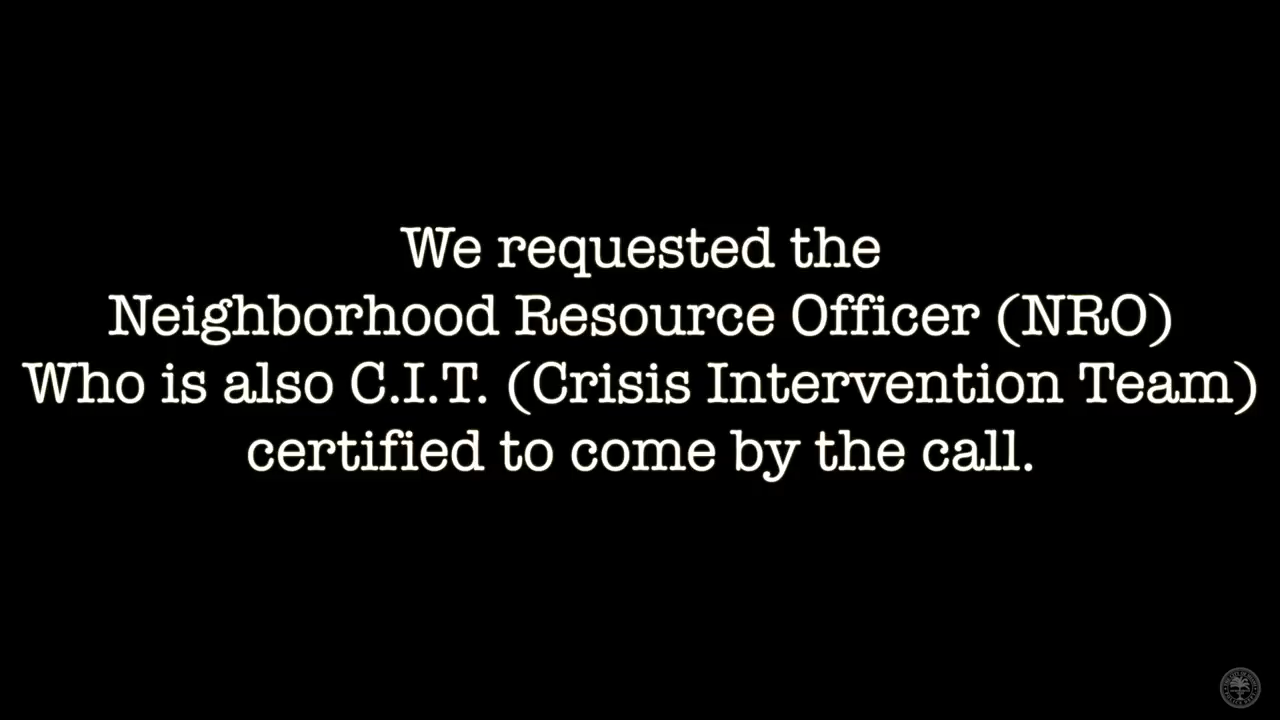 We requested the
Neighborhood Resource Officer (NRO)
Who is also C.I.T. (Crisis Intervention Team)
certified to come by the call.